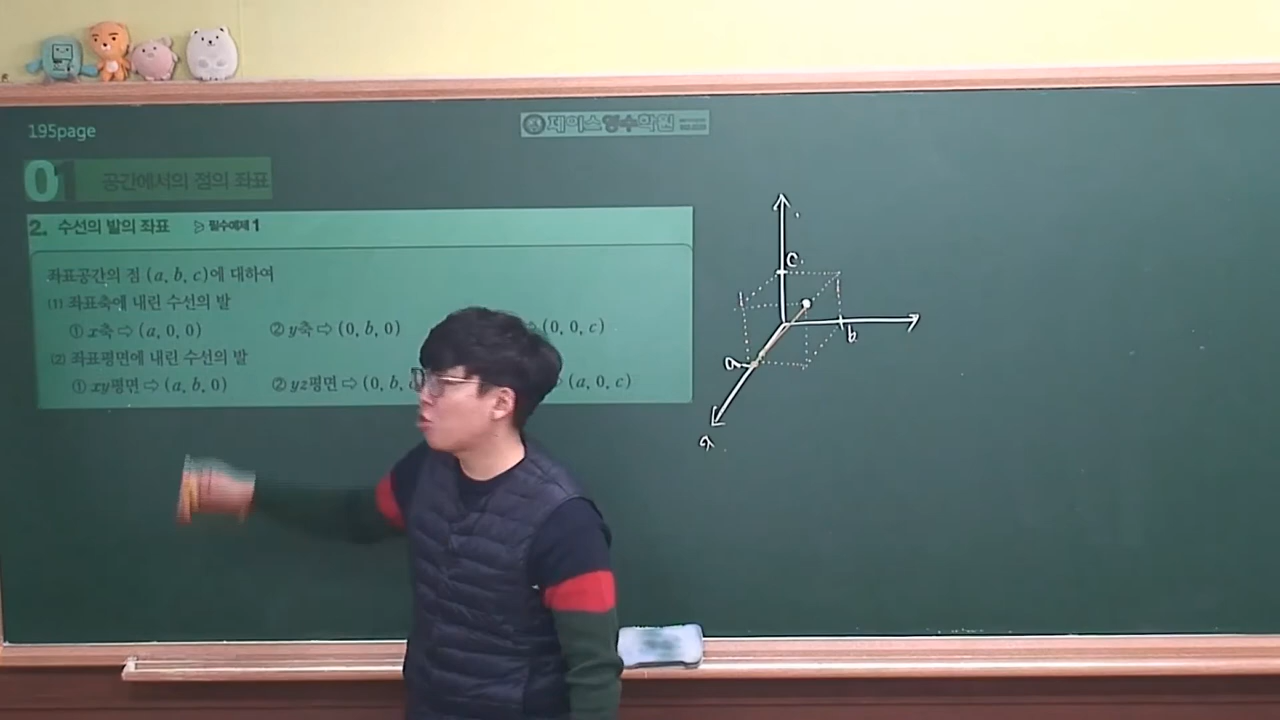 195page
제이스영수학원
01 공간에서의 점의 좌표
2. 수선의 발의 좌표 ▷ 필수예제 1
좌표공간의 점 (a, b, c)에 대하여
(1) 좌표축에 내린 수선의 발
① x축 ⇨ (a, 0, 0) ② y축 ⇨ (0, b, 0) ⇨ (0, 0, c)
(2) 좌표평면에 내린 수선의 발
① xy평면 ⇨ (a, b, 0) ② yz평면 ⇨ (0, b, (a, 0, c)
c
b
a